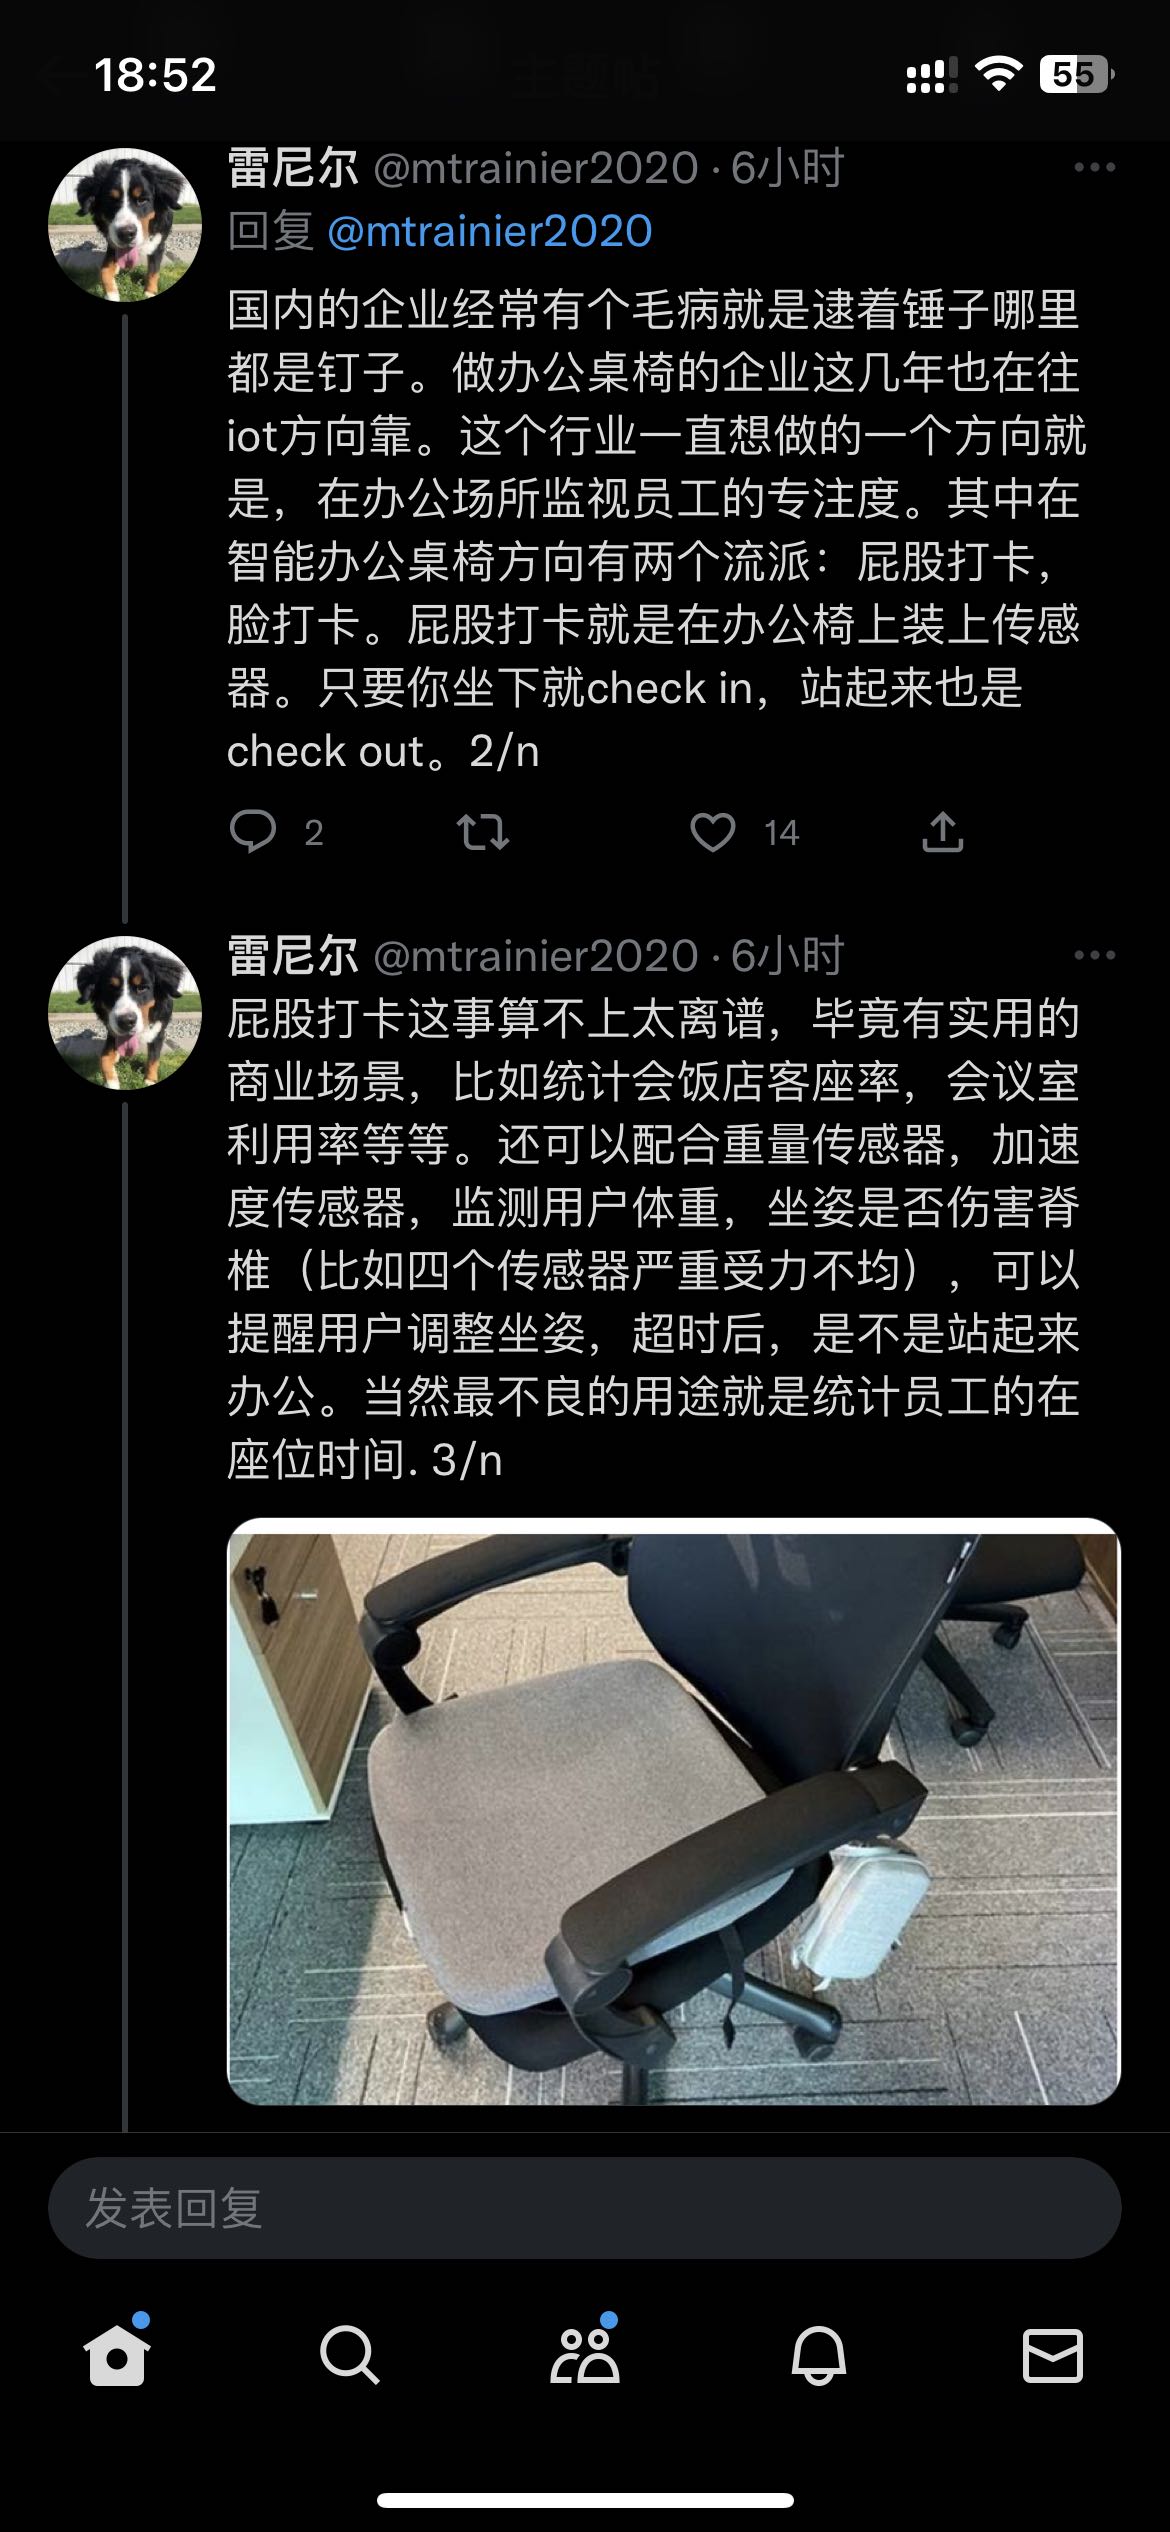 18:52
55
雷尼尔 @mtrainier2020 · 6小时
回复 @mtrainier2020
国内的企业经常有个毛病就是逮着锤子哪里
都是钉子。做办公桌椅的企业这几年也在往
iot方向靠。这个行业一直想做的一个方向就
是，在办公场所监视员工的专注度。其中在
智能办公桌椅方向有两个流派：屁股打卡，
脸打卡。屁股打卡就是在办公椅上装上传感
器。只要你坐下就check in，站起来也是
check out。2/n
2
14
雷尼尔 @mtrainier2020 · 6小时
屁股打卡这事算不上太离谱，毕竟有实用的
商业场景，比如统计会饭店客座率，会议室
利用率等等。还可以配合重量传感器，加速
度传感器，监测用户体重，坐姿是否伤害脊
椎（比如四个传感器严重受力不均），可以
提醒用户调整坐姿，超时后，是不是站起来
办公。当然最不良的用途就是统计员工的在
座位时间. 3/n
发表回复